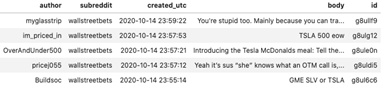 author subreddit created_utc body id
myglasstrip wallstreetbets 2020-10-14 23:59:22 You're stupid too. Mainly because you can tra... g8ullf9
im_priced_in wallstreetbets 2020-10-14 23:57:53 TSLA 500 eow g8ulg12
OverAndUnder500 wallstreetbets 2020-10-14 23:57:21 Introducing the Tesla McDonalds meal: Tell the... g8ule0n
pricej055 wallstreetbets 2020-10-14 23:57:12 Yeah it's sus "she" knows what an OTM call is,... g8uldi5
Buildsoc wallstreetbets 2020-10-14 23:55:14 GME SLV or TSLA g8ul6c6